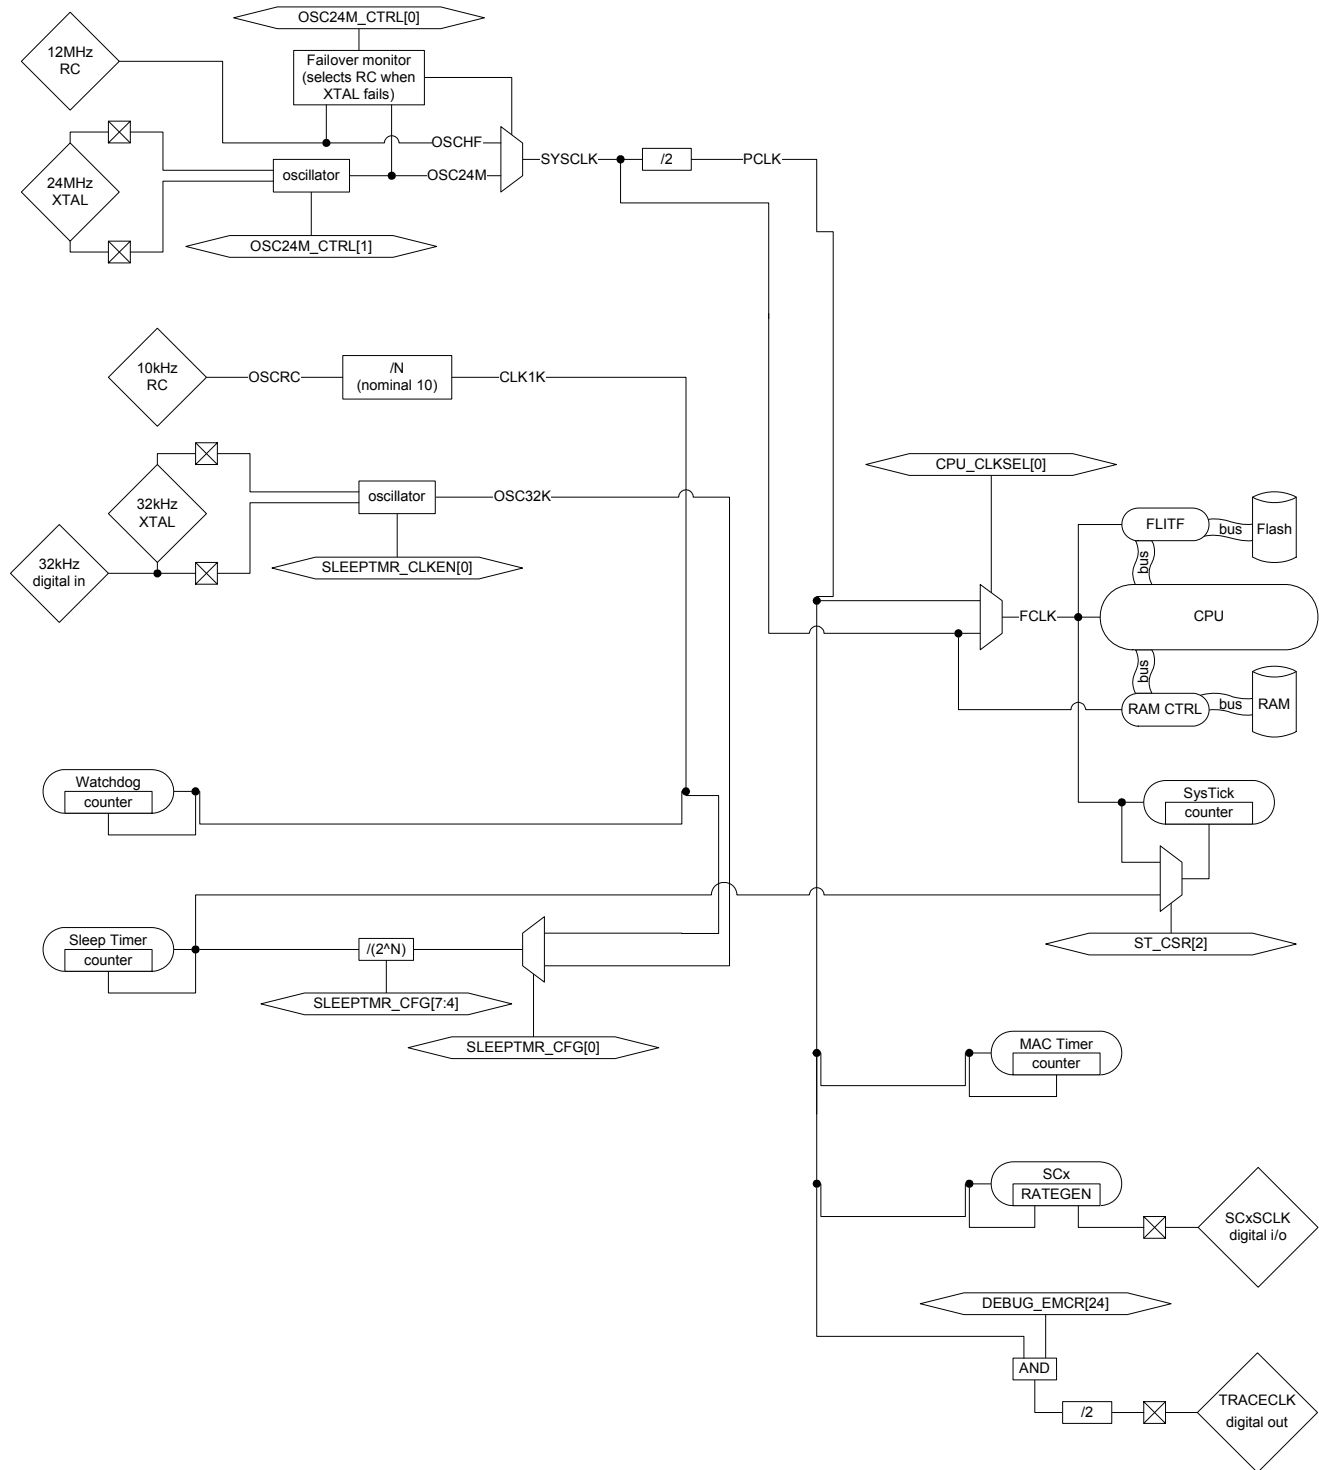 OSC24M_CTRL[0]
12MHz
RC
Failover monitor
(selects RC when
XTAL fails)
OSCHF
SYSCLK
/2
PCLK
24MHz
XTAL
oscillator
OSC24M
OSC24M_CTRL[1]
10kHz
RC
OSCRC
/N
(nominal 10)
CLK1K
CPU_CLKSEL[0]
32kHz
XTAL
oscillator
OSC32K
32kHz
digital in
SLEEPTMR_CLKEN[0]
FLITF
bus
Flash
bus
FCLK
CPU
bus
RAM CTRL
bus
RAM
Watchdog
counter
SysTick
counter
Sleep Timer
counter
/(2^N)
ST_CSR[2]
SLEEPTMR_CFG[7:4]
SLEEPTMR_CFG[0]
MAC Timer
counter
SCx
RATEGEN
SCxSCLK
digital i/o
DEBUG_EMCR[24]
AND
/2
TRACECLK
digital out